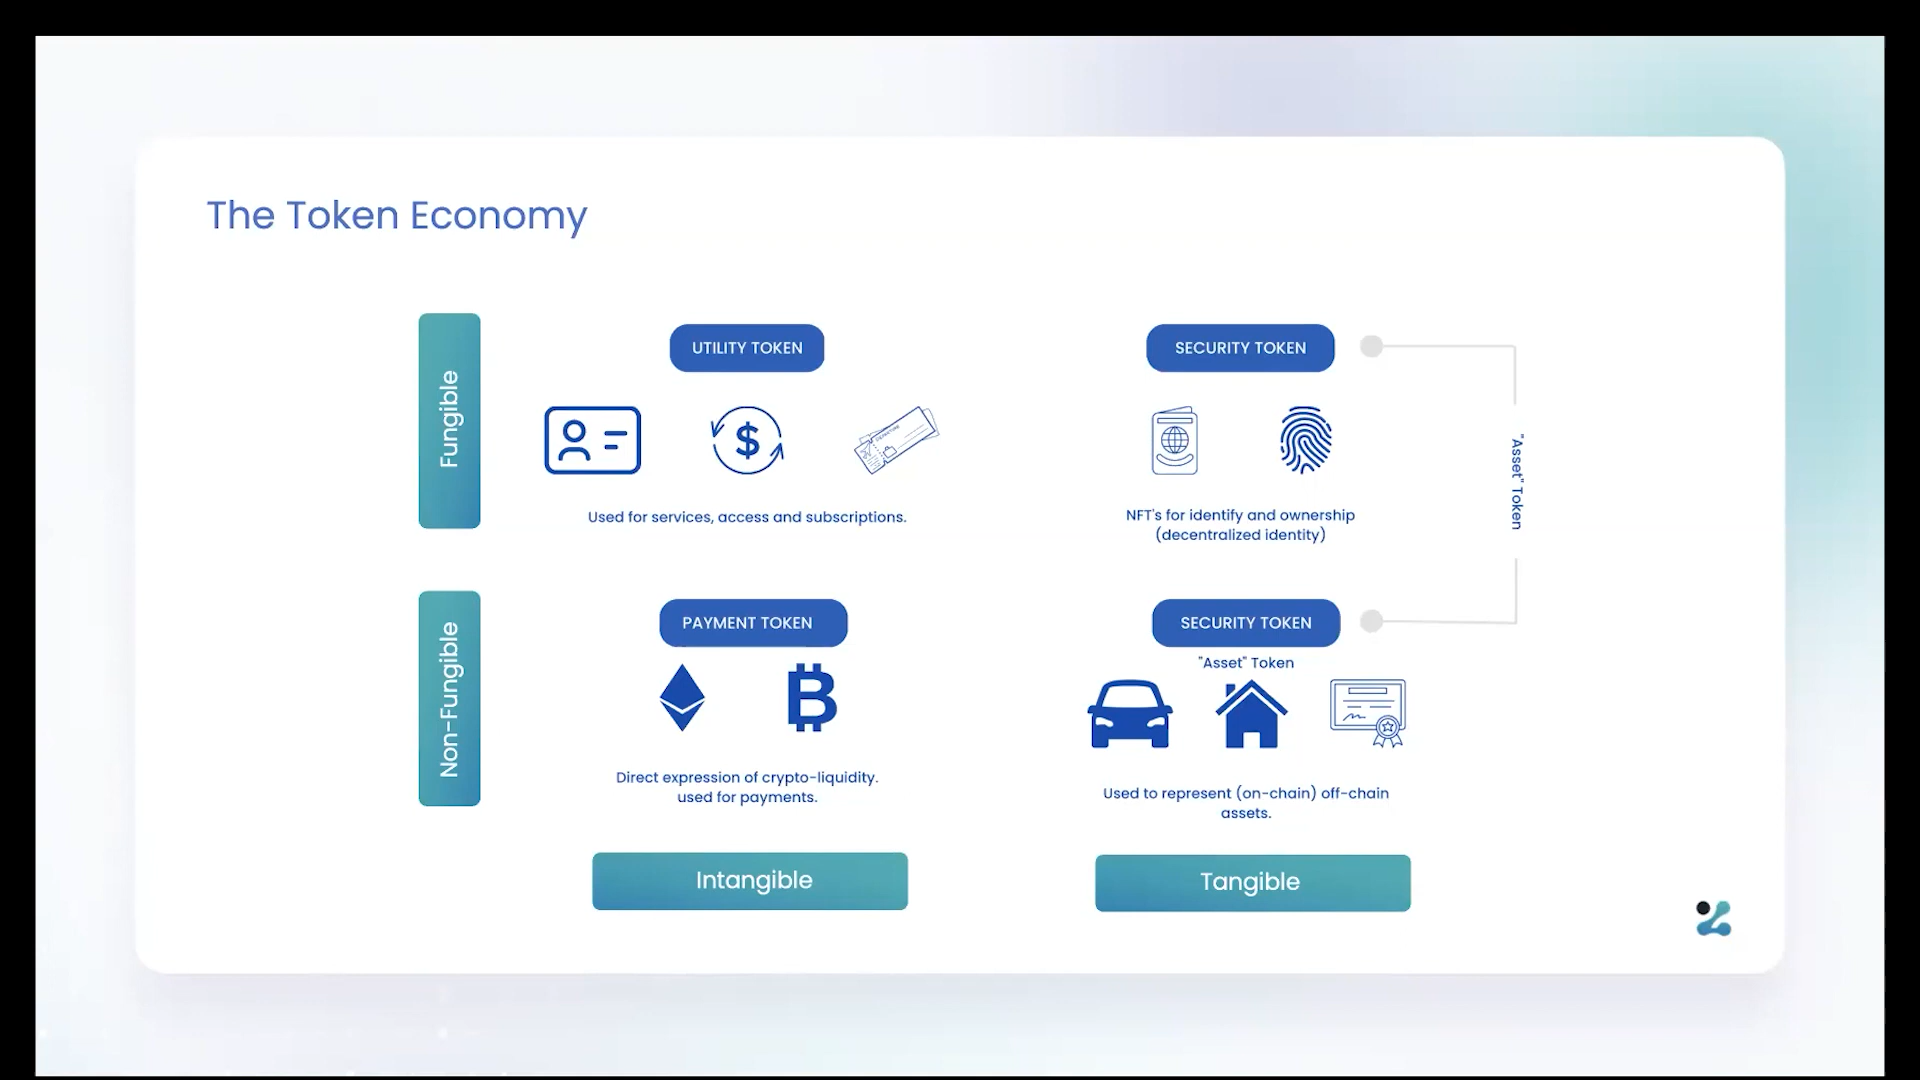 The Token Economy
Fungible
UTILITY TOKEN
Used for services, access and subscriptions.
SECURITY TOKEN
NFT's for identify and ownership
(decentralized identity)
"Asset" Token
Non-Fungible
PAYMENT TOKEN
Direct expression of crypto-liquidity.
used for payments.
SECURITY TOKEN
"Asset" Token
Used to represent (on-chain) off-chain
assets.
Intangible
Tangible